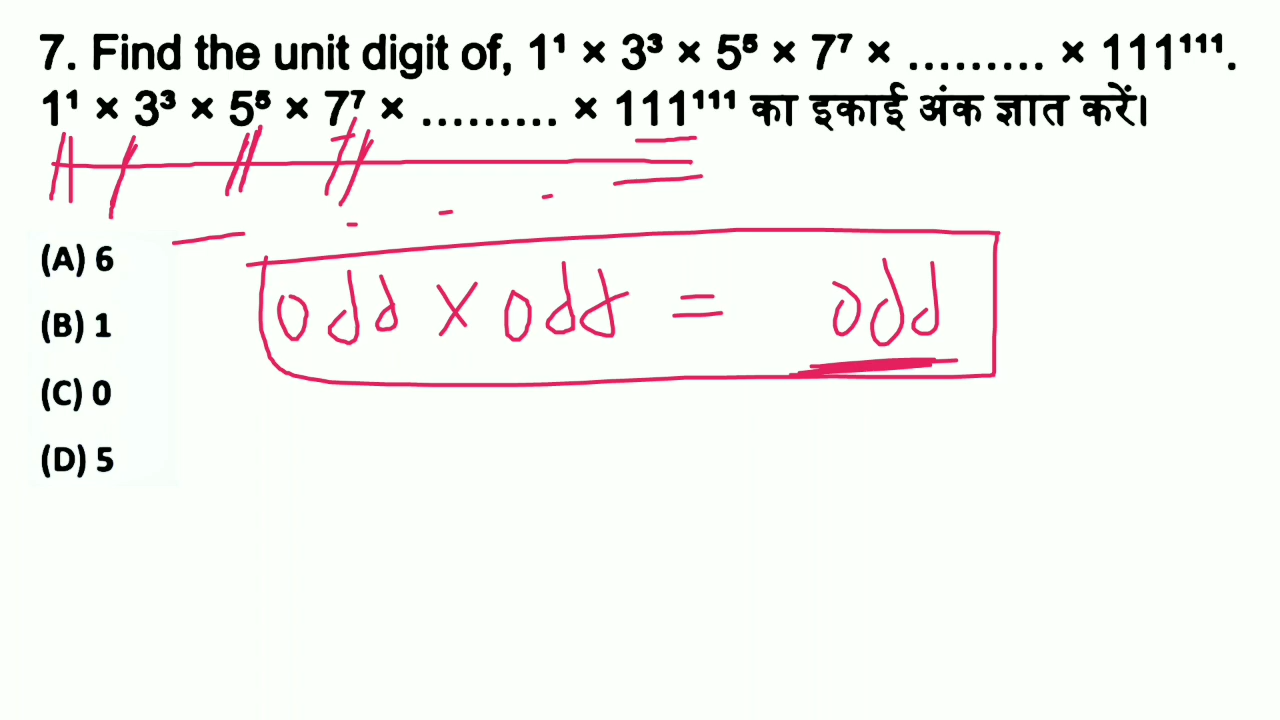 7. Find the unit digit of, 1¹ × 3³ × 5⁵ × 7⁷ × ......... × 111¹¹¹.
1¹ × 3³ × 5⁵ × 7⁷ × ......... × 111¹¹¹ का इकाई अंक ज्ञात करें।
(A) 6
(B) 1
(C) 0
(D) 5
odd × odd = odd